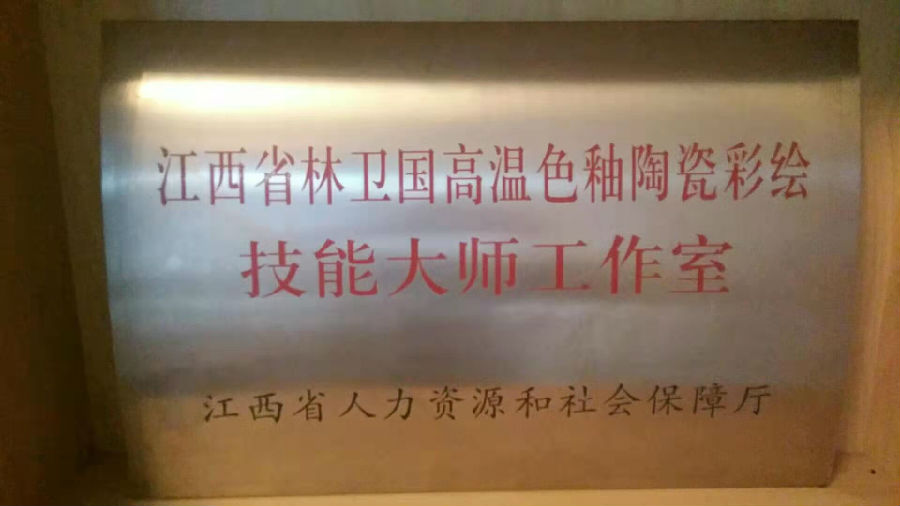 江西省林卫国高温色釉陶瓷彩绘
技能大师工作室
江西省人力资源和社会保障厅